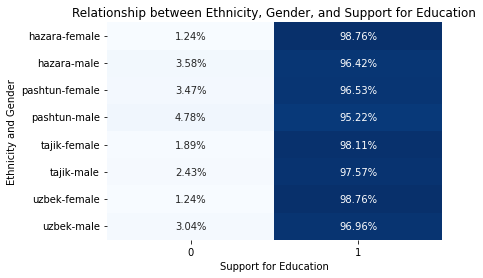 Relationship between Ethnicity, Gender, and Support for Education
Ethnicity and Gender
hazara-female 1.24% 98.76%
hazara-male 3.58% 96.42%
pashtun-female 3.47% 96.53%
pashtun-male 4.78% 95.22%
tajik-female 1.89% 98.11%
tajik-male 2.43% 97.57%
uzbek-female 1.24% 98.76%
uzbek-male 3.04% 96.96%
0 1
Support for Education